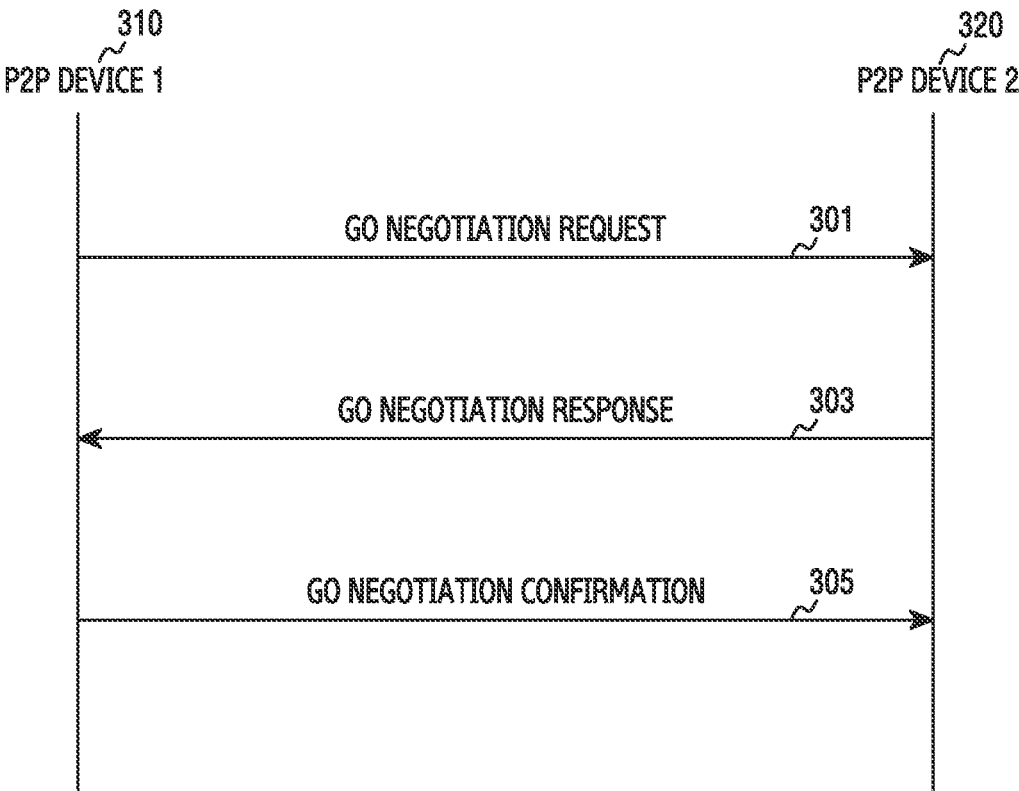 310
320
P2P DEVICE 1
P2P DEVICE 2
GO NEGOTIATION REQUEST
301
GO NEGOTIATION RESPONSE
303
GO NEGOTIATION CONFIRMATION
305